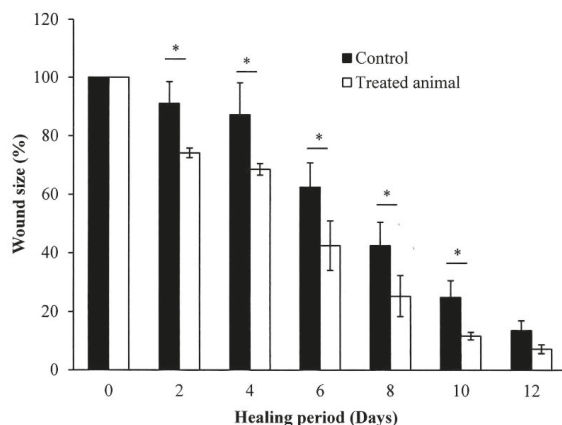 120
100
80
60
40
20
0
Wound size (%)
* * * * *
Control
Treated animal
0 2 4 6 8 10 12
Healing period (Days)